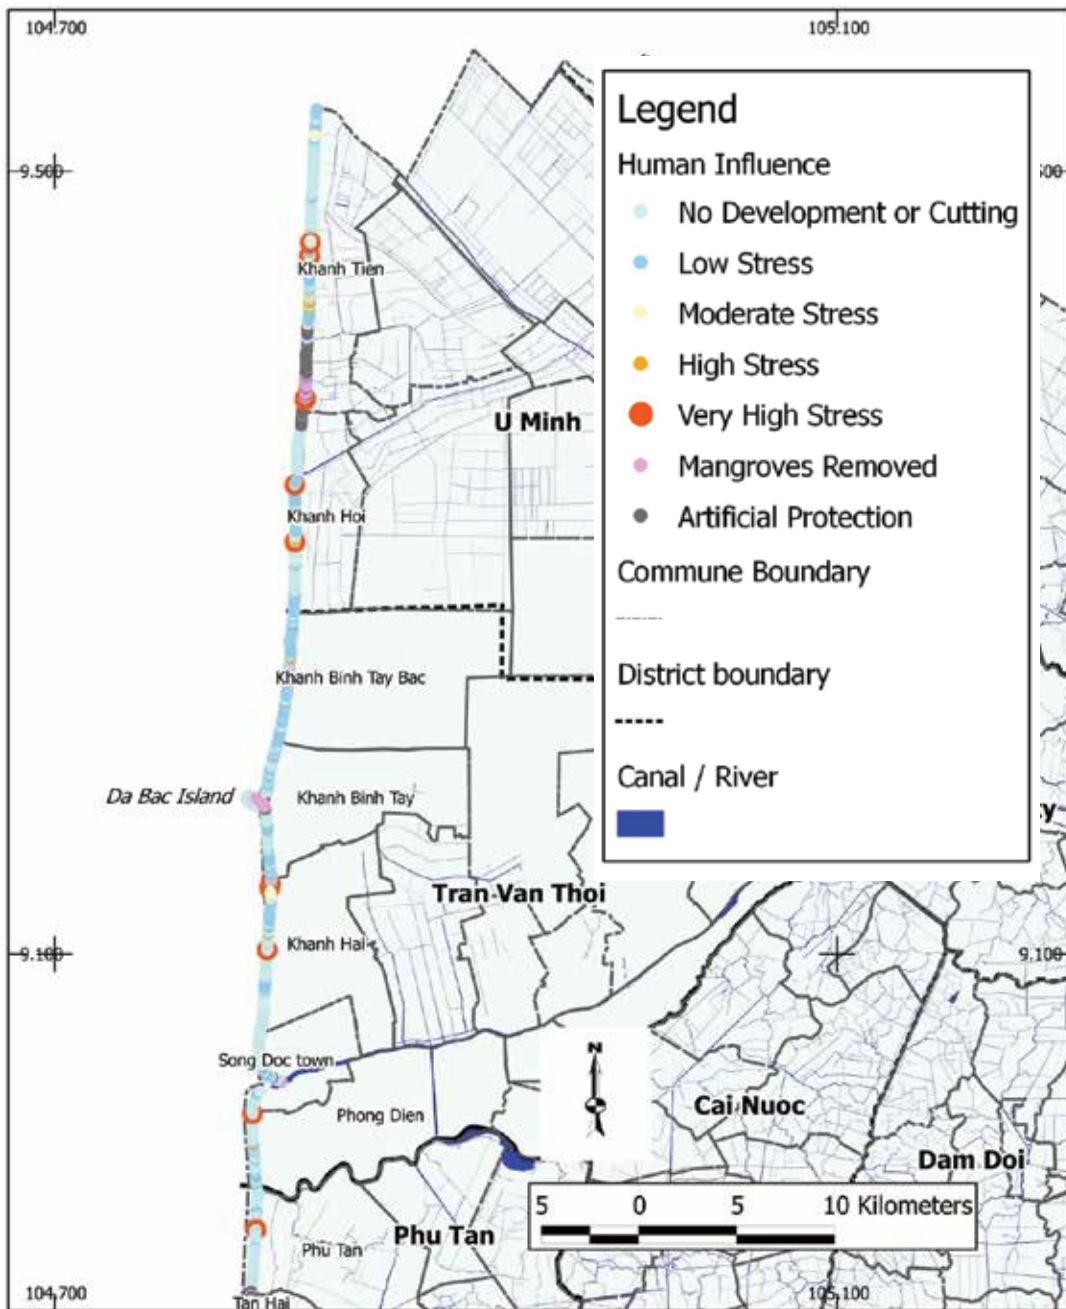 104.700
105.100
9.500
500
Legend
Human Influence
No Development or Cutting
Low Stress
Moderate Stress
High Stress
Very High Stress
Mangroves Removed
Artificial Protection
Commune Boundary
District boundary
Canal / River
Khanh Tien
U Minh
Khanh Hoi
Khanh Binh Tay Bac
Da Bac Island
Khanh Binh Tay
ty
Tran Van Thoi
Khanh Hai
9.100
9.100
Song Doc town
N
Phong Dien
Cai Nuoc
Dam Doi
5 0 5 10 Kilometers
Phu Tan
Phu Tan
Tan Hai
104.700
105.100